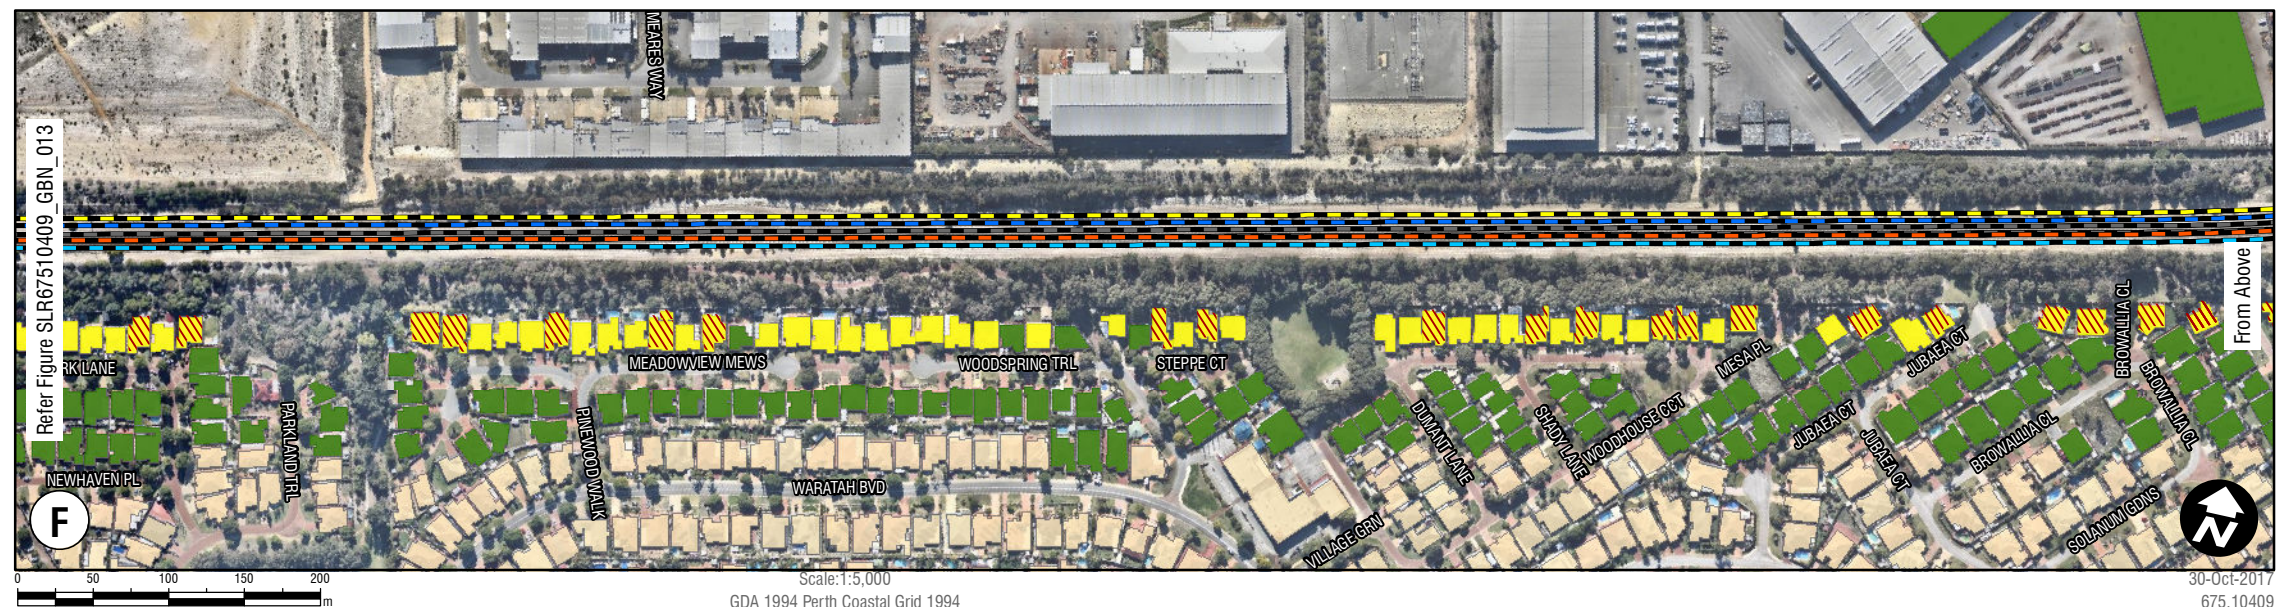 MEARES WAY
Refer Figure SLR67510409_GBN_013
From Above
RK LANE
MEADOWVIEW MEWS
WOODSPRING TRL
STEPPE CT
MESA PL
JUBAEA CT
BROWALLIA CL
BROWALLIA CL
PARKLAND TRL
PINEWOOD WALK
DUMANT LANE
SHADY LANE
WOODHOUSE CCT
JUBAEA CT
JUBAEA CT
BROWALLIA CL
NEWHAVEN PL
WARATAH BVD
VILLAGE GRN
SOLANUM GDNS
F
N
0 50 100 150 200
m
Scale:1:5,000
GDA 1994 Perth Coastal Grid 1994
30-Oct-2017
675.10409